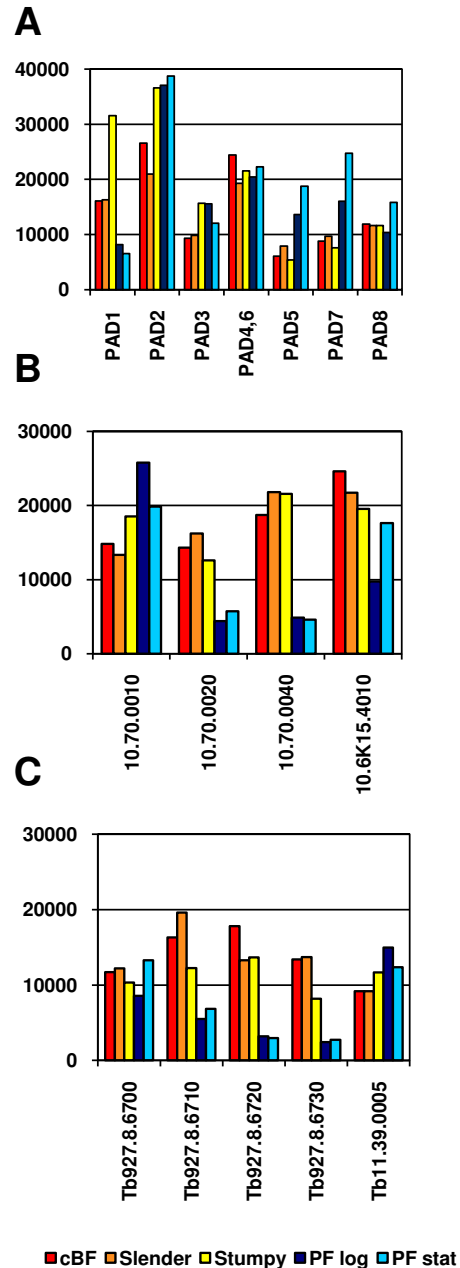 A
40000
30000
20000
10000
0
PAD1
PAD2
PAD3
PAD4,6
PAD5
PAD7
PAD8
B
30000
20000
10000
0
10.70.0010
10.70.0020
10.70.0040
10.6K15.4010
C
30000
20000
10000
0
Tb927.8.6700
Tb927.8.6710
Tb927.8.6720
Tb927.8.6730
Tb11.39.0005
cBF Slender Stumpy PF log PF stat